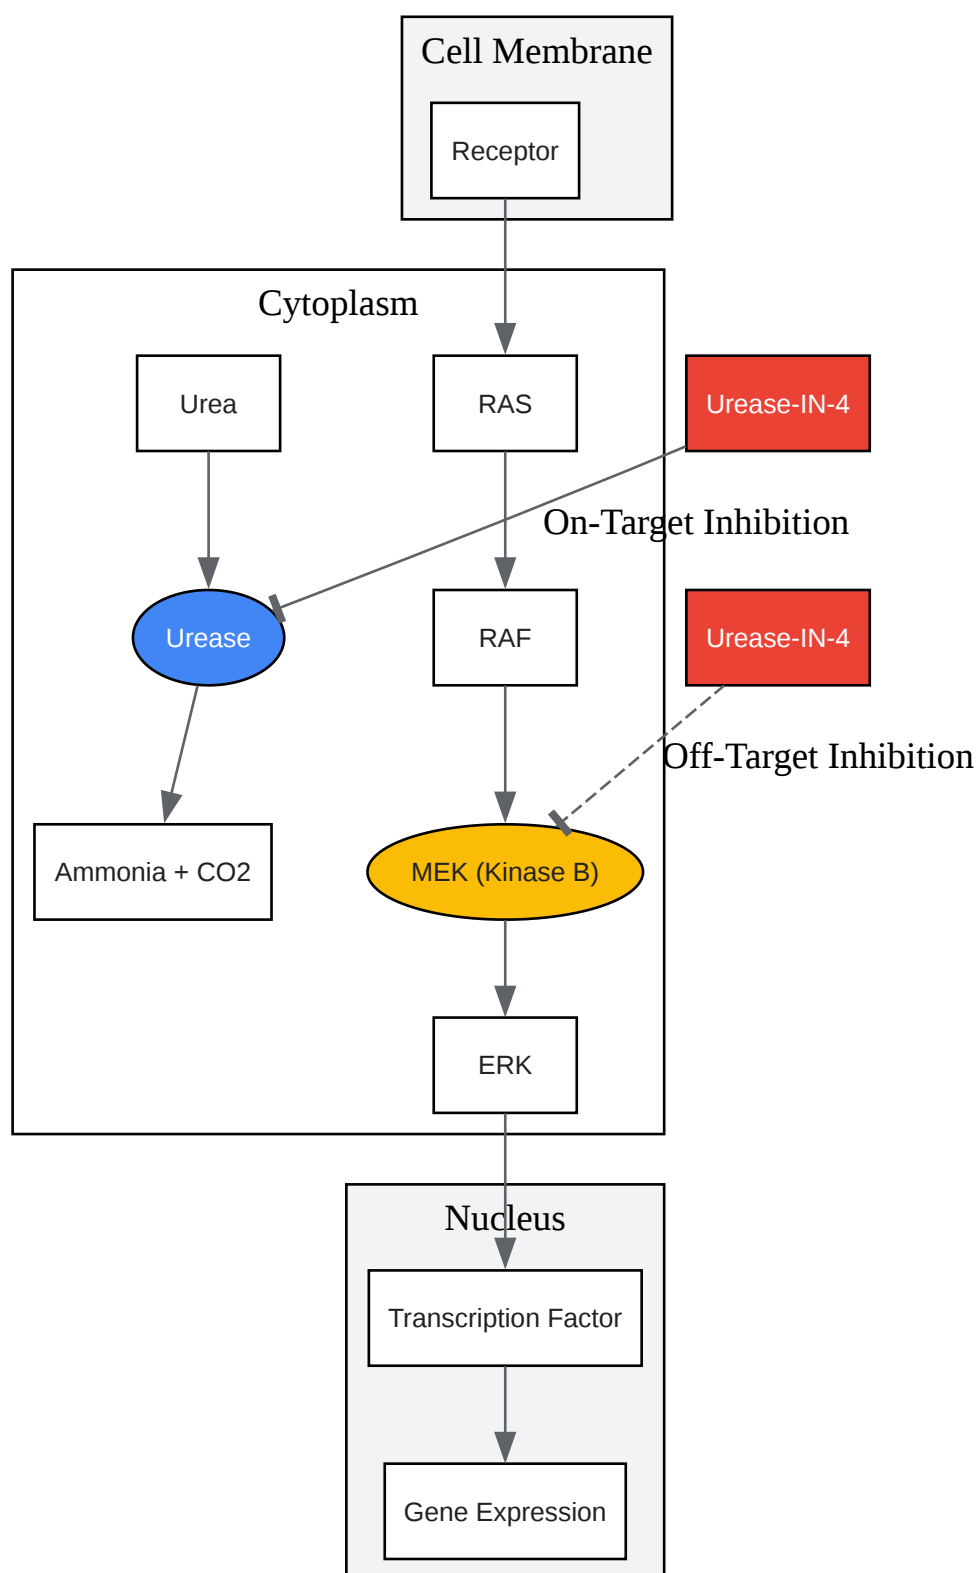 Cell Membrane
Receptor
Cytoplasm
Urea
RAS
Urease-IN-4
On-Target Inhibition
Urease
RAF
Urease-IN-4
Off-Target Inhibition
Ammonia + CO2
MEK (Kinase B)
ERK
Nucleus
Transcription Factor
Gene Expression